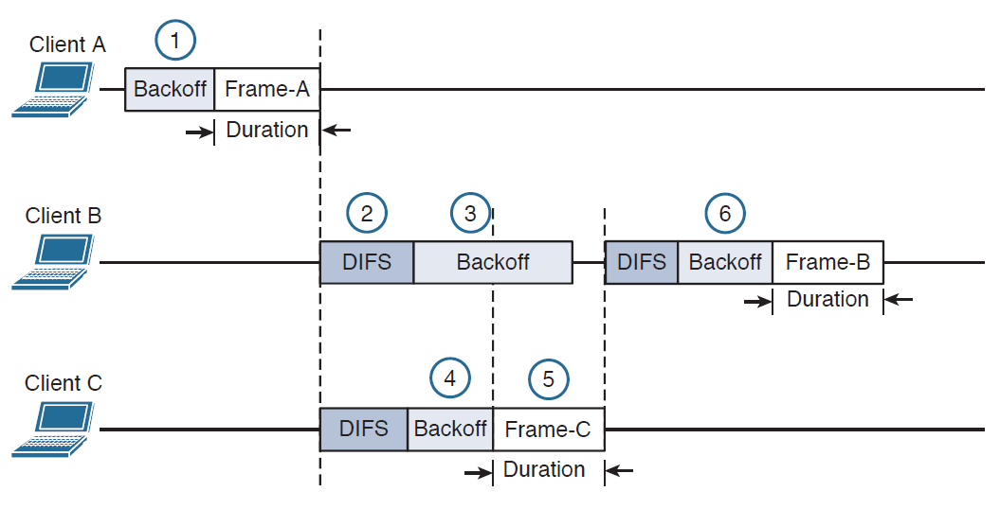 Client A
1
Backoff
Frame-A
Duration
Client B
2
3
6
DIFS
Backoff
DIFS
Backoff
Frame-B
Duration
Client C
4
5
DIFS
Backoff
Frame-C
Duration